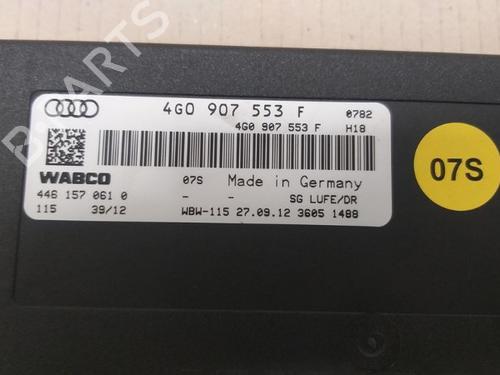 PARTS
4G0 907 553 F 0782
4G0 907 553 F H18
WABCO 07S Made in Germany
446 157 061 0 - - SG LUFE/DR
115 39/12 WBW-115 27.09.12 3605 1488
07S